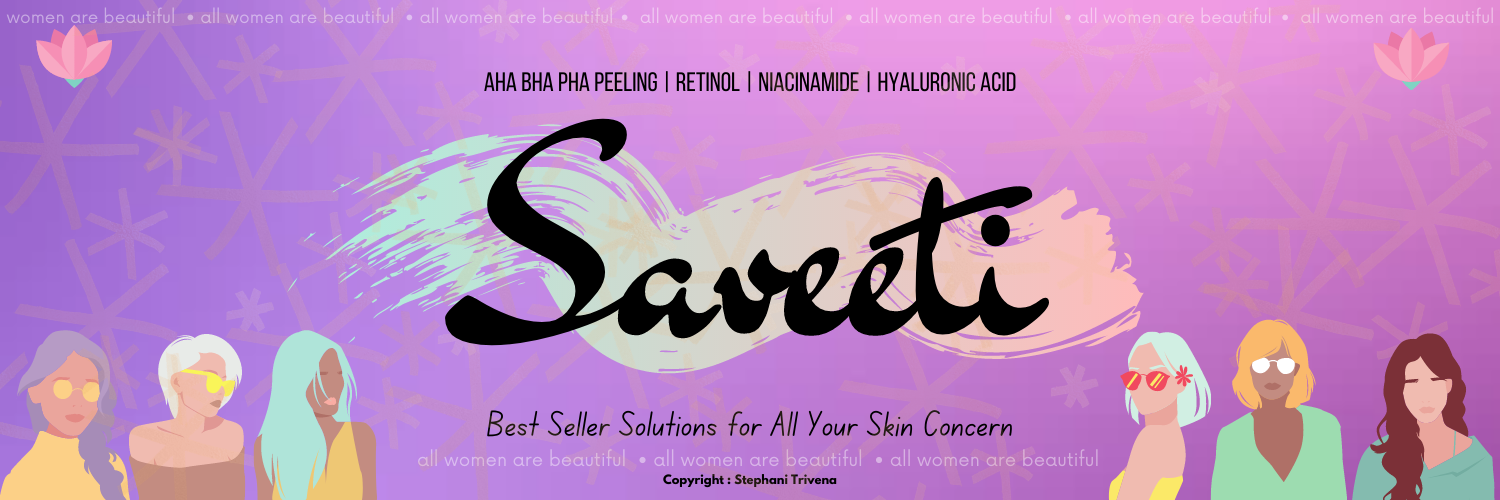 all women are beautiful • all women are beautiful • all women are beautiful • all women are beautiful • all women are beautiful • all women are beautiful • all women are beautiful
AHA BHA PHA PEELING | RETINOL | NIACINAMIDE | HYALURONIC ACID
Saveeti
Best Seller Solutions for All Your Skin Concern
all women are beautiful • all women are beautiful • all women are beautiful
Copyright : Stephani Trivena